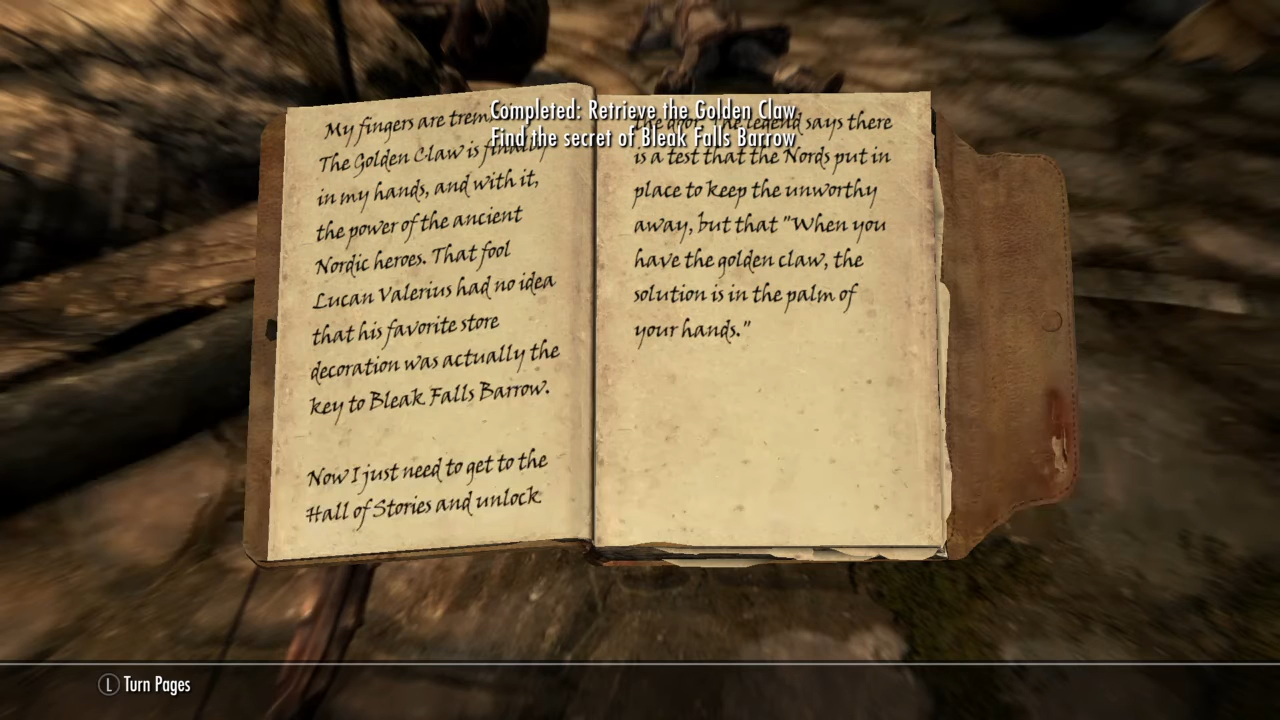 Completed: Retrieve the Golden Claw
Find the secret of Bleak Falls Barrow
My fingers are trem
The Golden Claw is finally
in my hands, and with it,
the power of the ancient
Nordic heroes. That fool
Lucan Valerius had no idea
that his favorite store
decoration was actually the
key to Bleak Falls Barrow.
Now I just need to get to the
Hall of Stories and unlock
the door. The legend says there
is a test that the Nords put in
place to keep the unworthy
away, but that "When you
have the golden claw, the
solution is in the palm of
your hands."
L Turn Pages